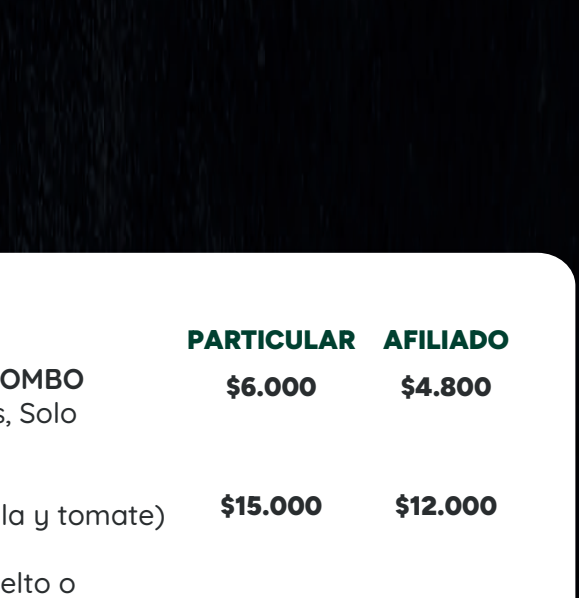 PARTICULAR AFILIADO
OMBO $6.000 $4.800
s, Solo
la y tomate) $15.000 $12.000
elto o